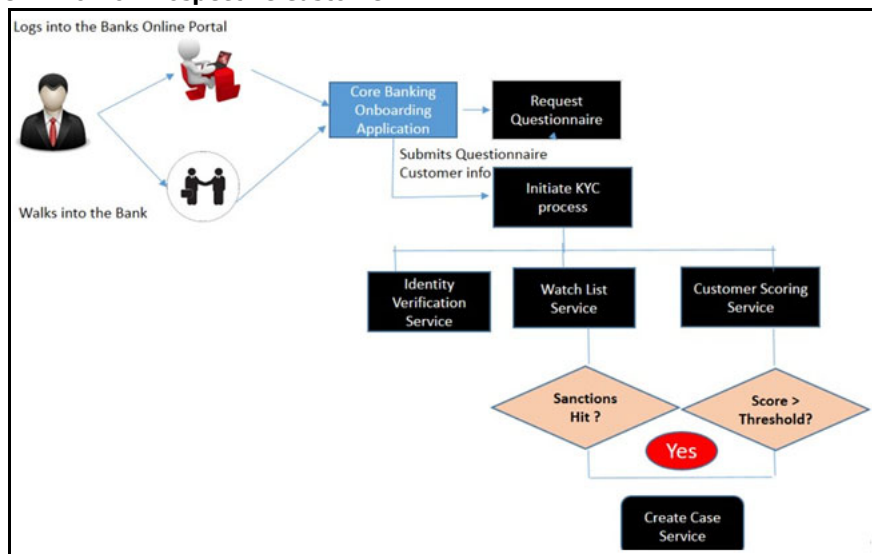 Logs into the Banks Online Portal
Core Banking
Onboarding
Application
Request
Questionnaire
Submits Questionnaire
Customer info
Walks into the Bank
Initiate KYC
process
Identity
Verification
Service
Watch List
Service
Customer Scoring
Service
Sanctions
Hit ?
Score >
Threshold?
Yes
Create Case
Service